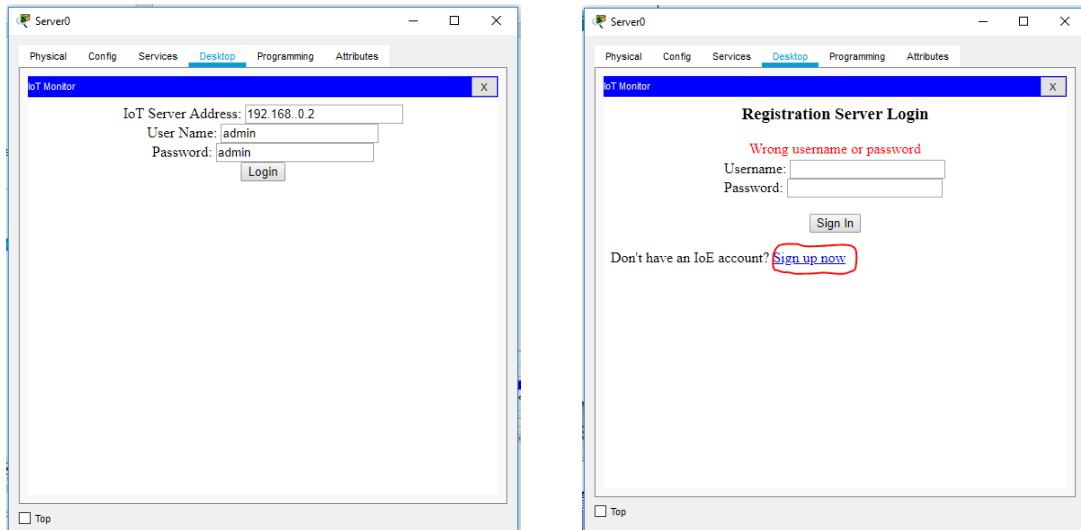 Server0
Physical Config Services Desktop Programming Attributes
IoT Monitor X
IoT Server Address: 192.168..0.2
User Name: admin
Password: admin
Login
Top
Server0
Physical Config Services Desktop Programming Attributes
IoT Monitor X
Registration Server Login
Wrong username or password
Username:
Password:
Sign In
Don't have an IoE account? Sign up now
Top